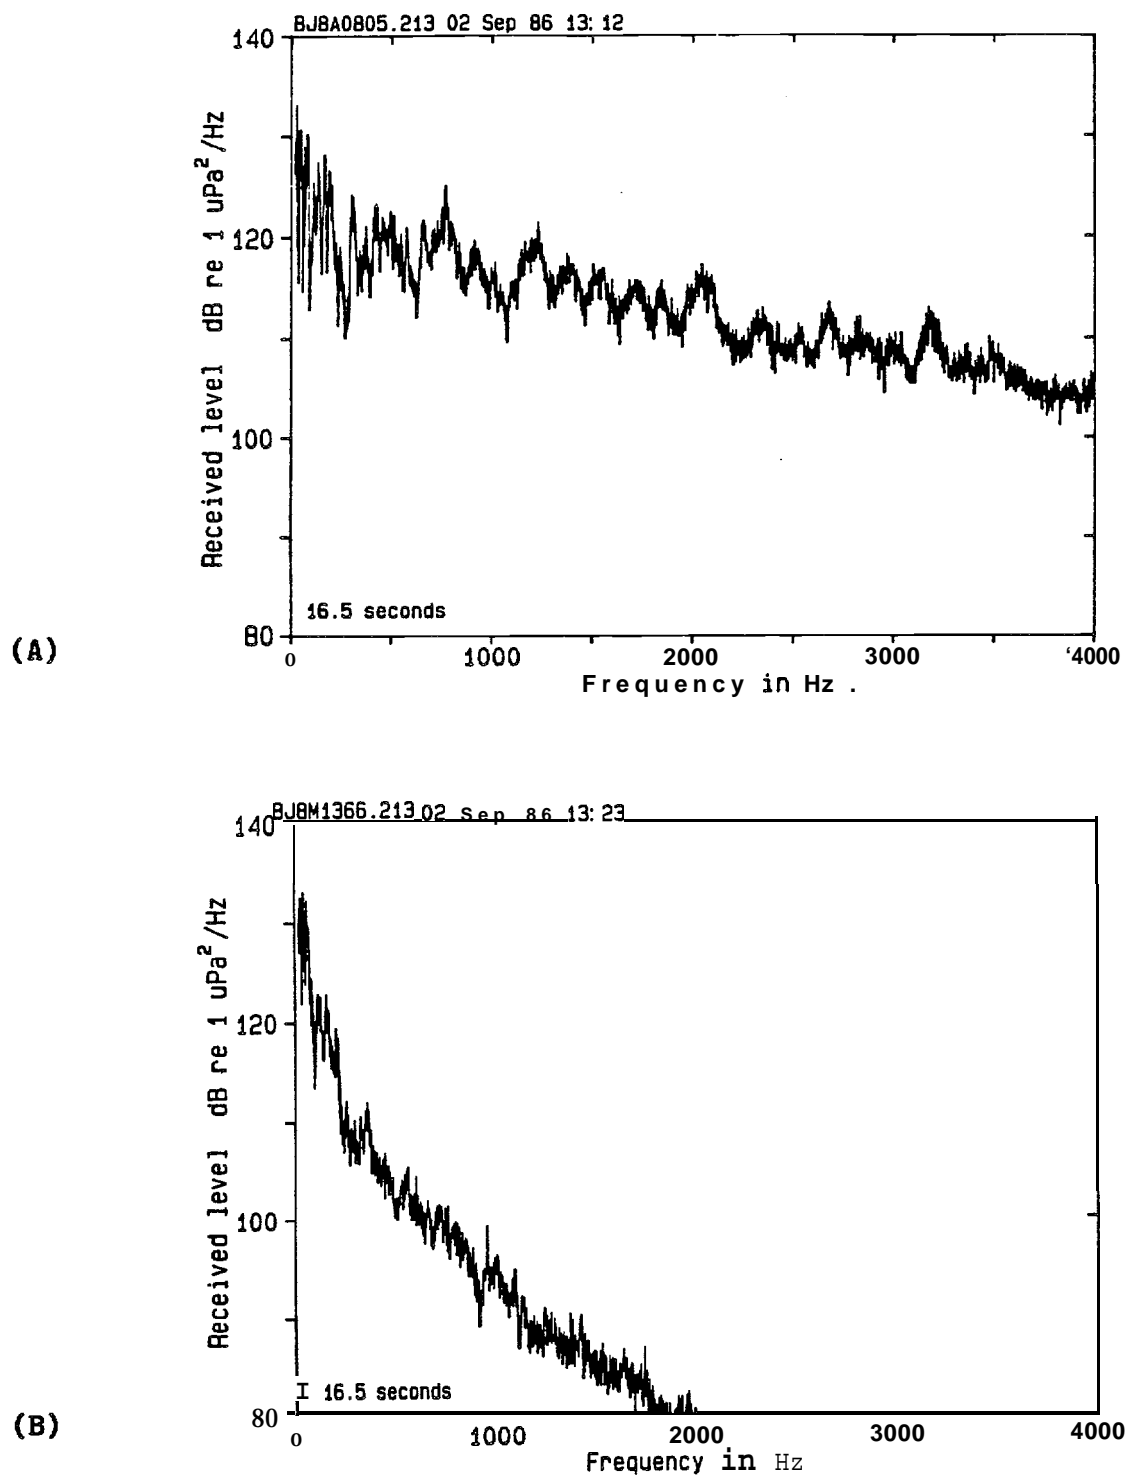 BJ8A0805.213 02 Sep 86 13:12
140
120
100
80
Received level dB re 1 uPa²/Hz
16.5 seconds
(A)
0 1000 2000 3000 '4000
Frequency in Hz .
BJ8M1366.213 02 Sep 86 13:23
140
120
100
80
Received level dB re 1 uPa²/Hz
I 16.5 seconds
(B)
0 1000 2000 3000 4000
Frequency in Hz